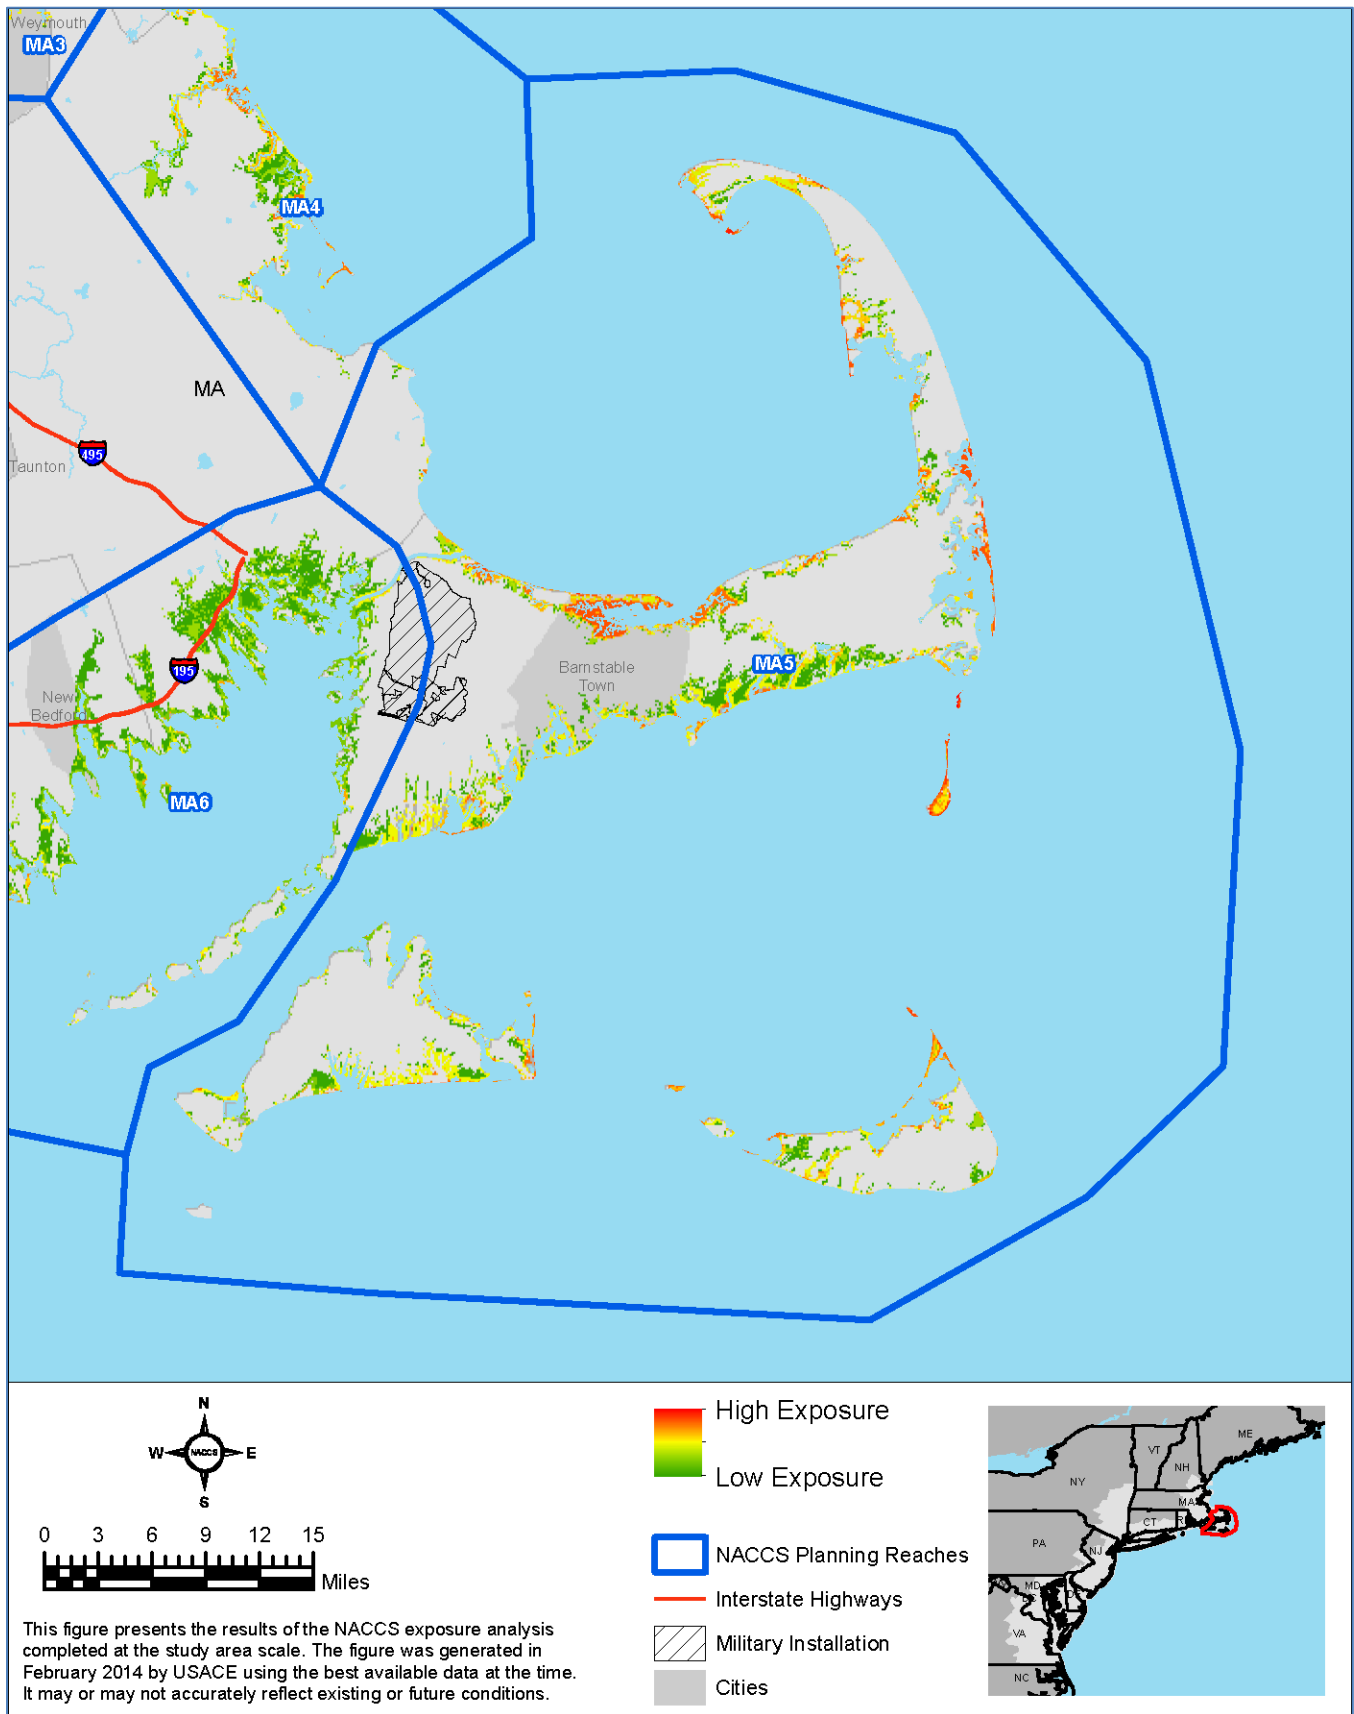 Weymouth
MA3
MA4
MA
495
Taunton
195
New
Bedford
MA6
Barnstable
Town
MA5
N
W
NACCS
E
S
0 3 6 9 12 15
Miles
This figure presents the results of the NACCS exposure analysis
completed at the study area scale. The figure was generated in
February 2014 by USACE using the best available data at the time.
It may or may not accurately reflect existing or future conditions.
High Exposure
Low Exposure
NACCS Planning Reaches
Interstate Highways
Military Installation
Cities
ME
VT
NH
NY
MA
CT
PA
NJ
MD
VA
NC